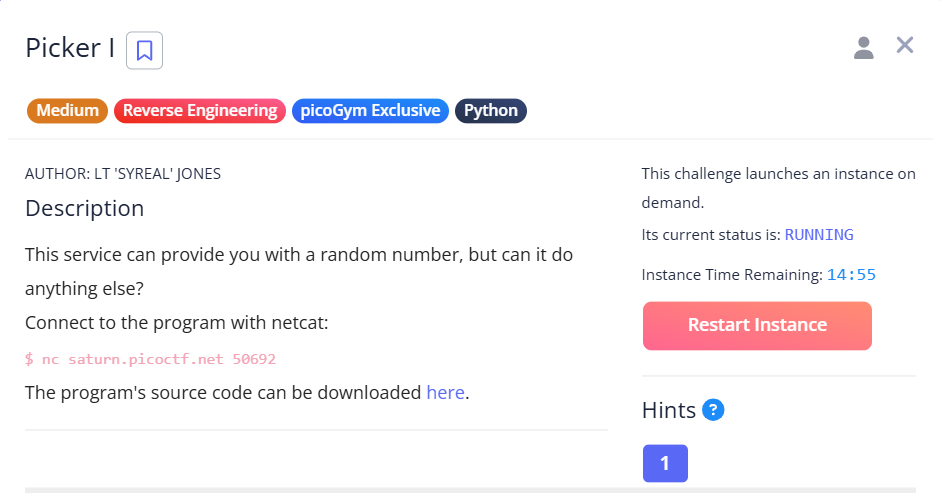 Picker I
Medium Reverse Engineering picoGym Exclusive Python
AUTHOR: LT 'SYREAL' JONES
Description
This service can provide you with a random number, but can it do
anything else?
Connect to the program with netcat:
$ nc saturn.picoctf.net 50692
The program's source code can be downloaded here.
This challenge launches an instance on
demand.
Its current status is: RUNNING
Instance Time Remaining: 14:55
Restart Instance
Hints ?
1